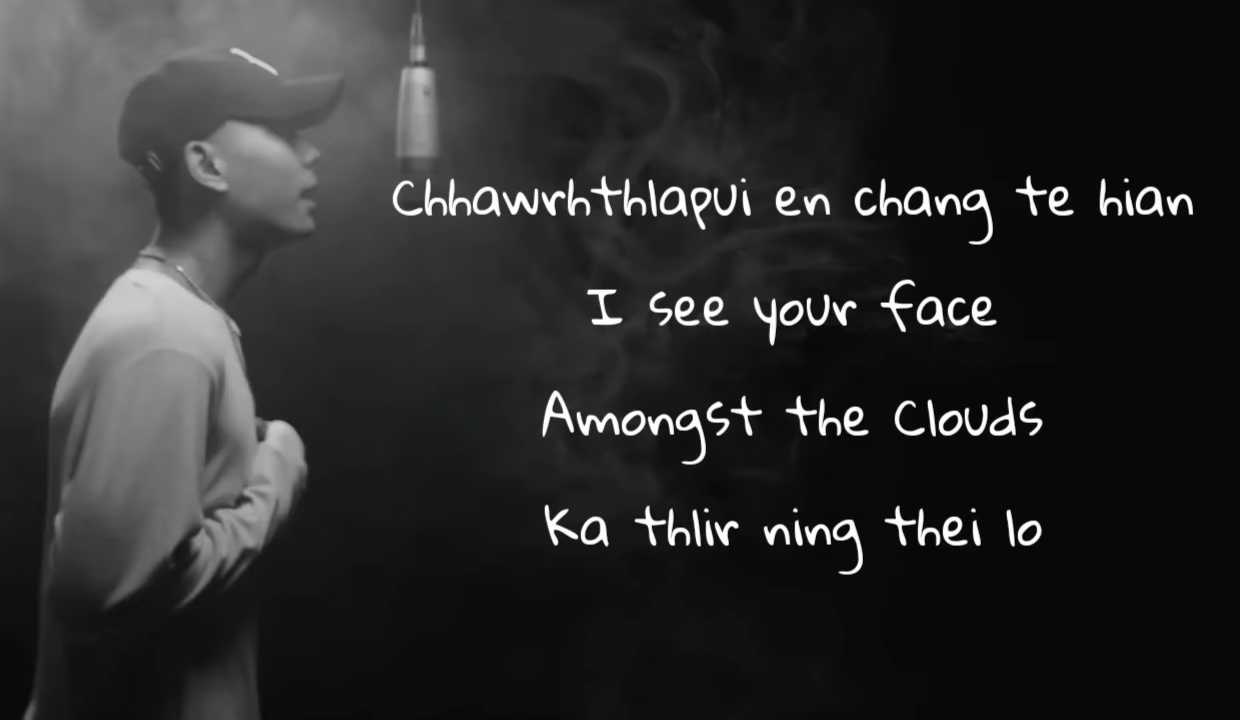 Chhawrhthlapui en chang te hian
I see your face
Amongst the Clouds
Ka thlir ning thei lo